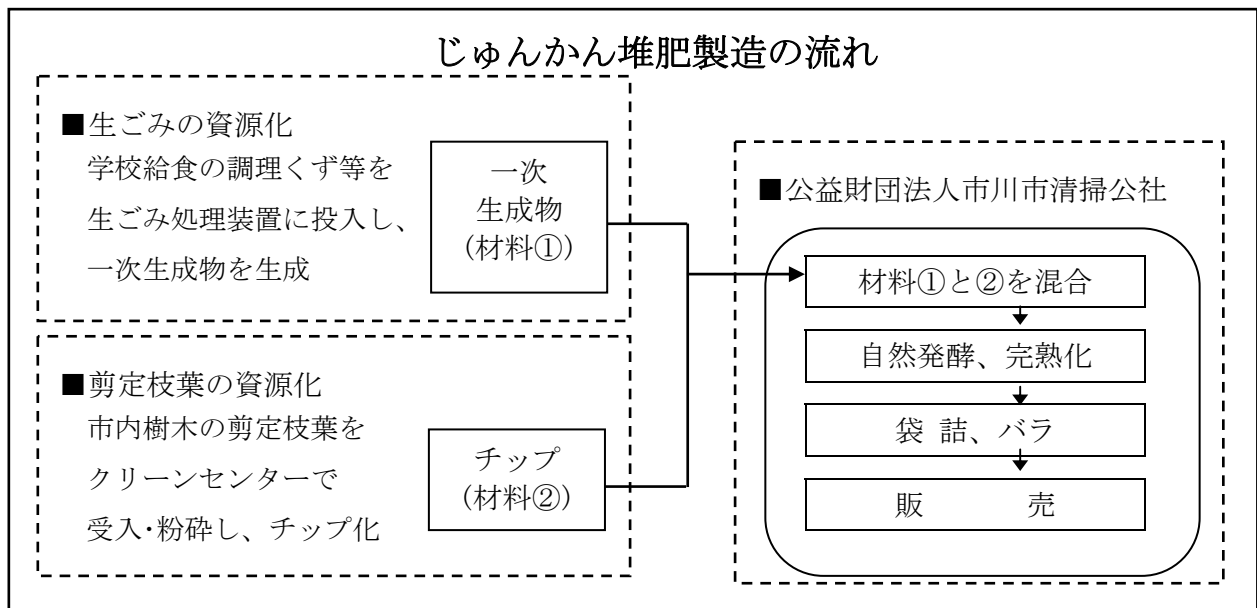 じゅんかん堆肥製造の流れ
■生ごみの資源化
学校給食の調理くず等を
生ごみ処理装置に投入し、
一次生成物を生成
一次
生成物
(材料①)
■剪定枝葉の資源化
市内樹木の剪定枝葉を
クリーンセンターで
受入･粉砕し、チップ化
チップ
(材料②)
■公益財団法人市川市清掃公社
材料①と②を混合
自然発酵、完熟化
袋 詰、バラ
販　　　売